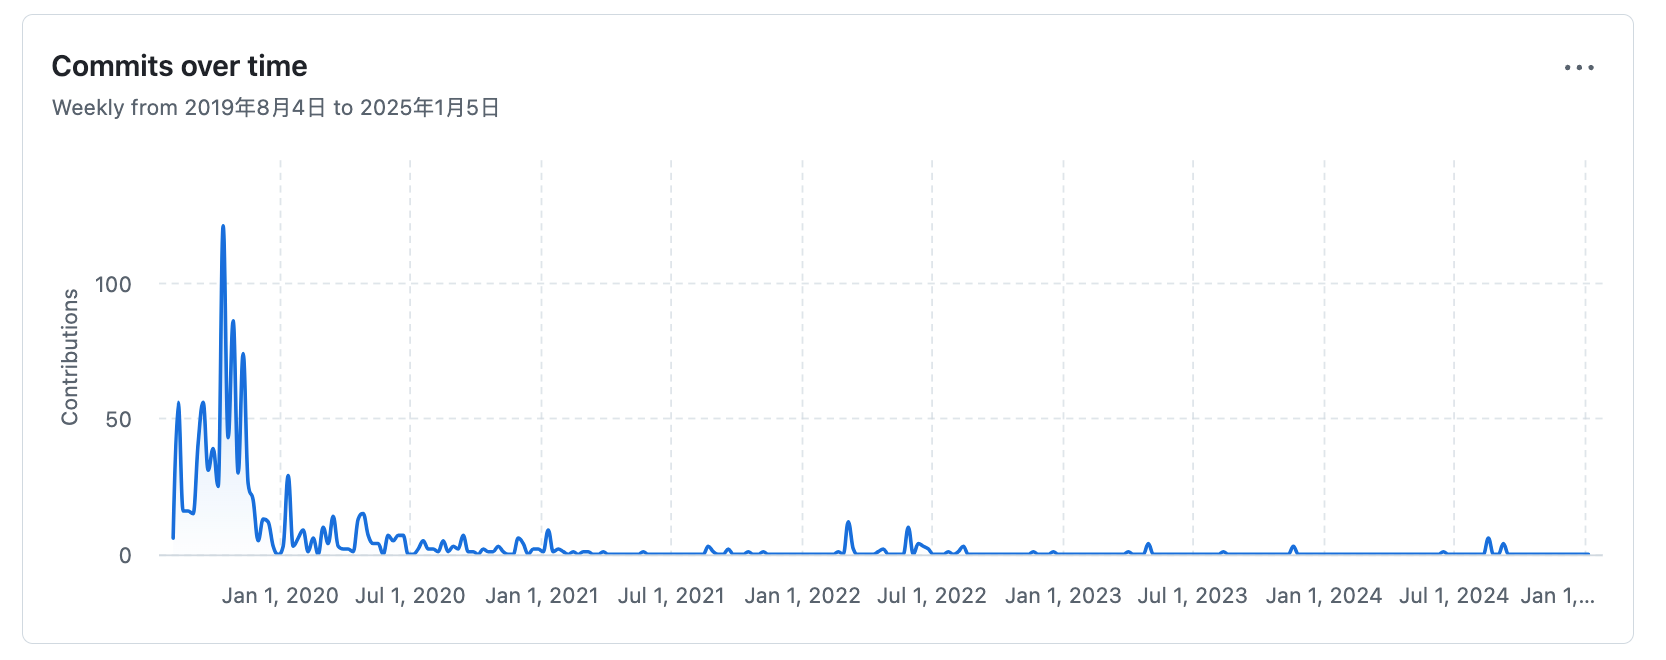 Commits over time
Weekly from 2019年8月4日 to 2025年1月5日
Contributions
100
50
0
Jan 1, 2020 Jul 1, 2020 Jan 1, 2021 Jul 1, 2021 Jan 1, 2022 Jul 1, 2022 Jan 1, 2023 Jul 1, 2023 Jan 1, 2024 Jul 1, 2024 Jan 1,...